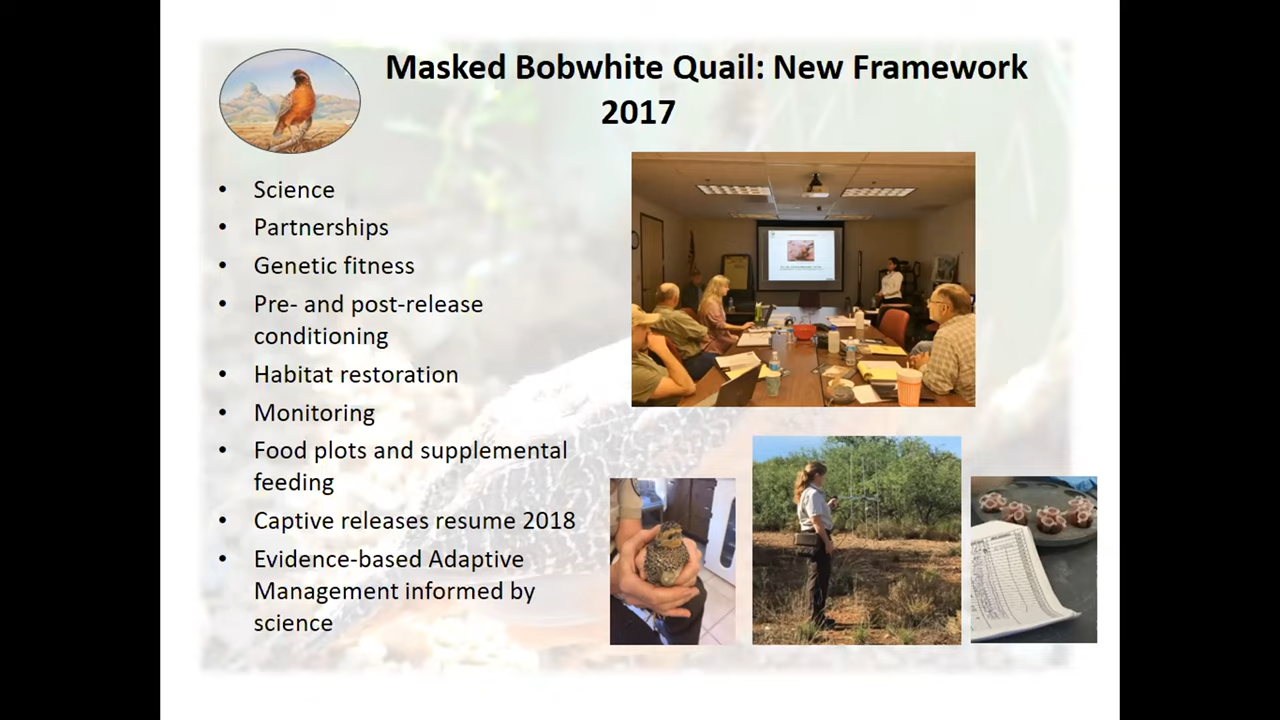 Masked Bobwhite Quail: New Framework
2017
• Science
• Partnerships
• Genetic fitness
• Pre- and post-release
conditioning
• Habitat restoration
• Monitoring
• Food plots and supplemental
feeding
• Captive releases resume 2018
• Evidence-based Adaptive
Management informed by
science